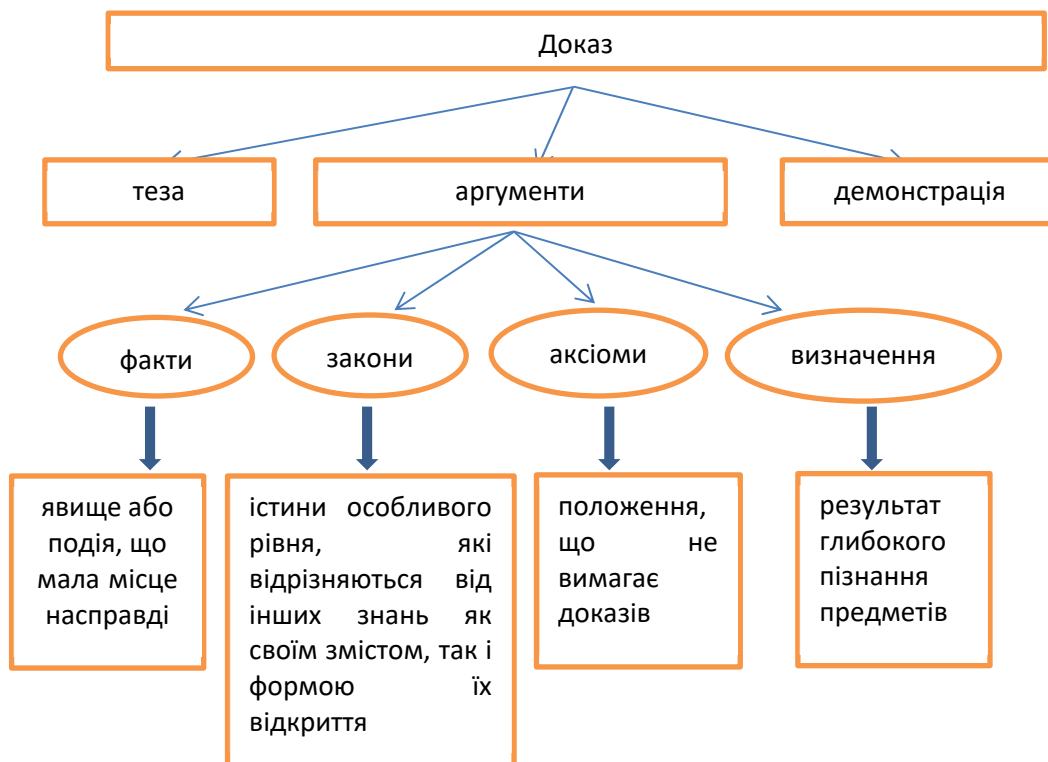 Доказ
теза
аргументи
демонстрація
факти
закони
аксіоми
визначення
явище або
подія, що
мала місце
насправді
істини особливого
рівня, які
відрізняються від
інших знань як
своїм змістом, так і
формою їх
відкриття
положення,
що не
вимагає
доказів
результат
глибокого
пізнання
предметів